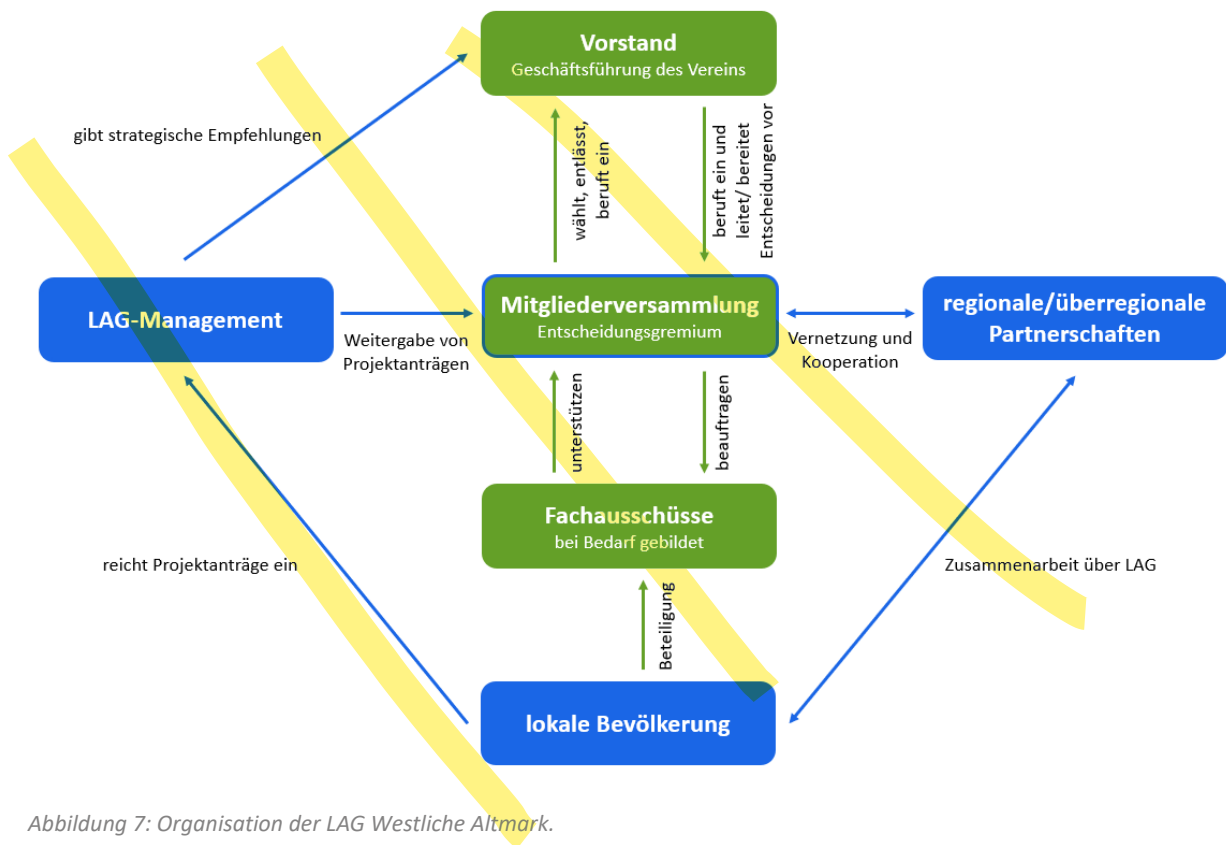 Vorstand
Geschäftsführung des Vereins
gibt strategische Empfehlungen
wählt, entlässt,
beruft ein
beruft ein und
leitet/ bereitet
Entscheidungen vor
LAG-Management
Weitergabe von
Projektanträgen
Mitgliederversammlung
Entscheidungsgremium
Vernetzung und
Kooperation
regionale/überregionale
Partnerschaften
unterstützen
beauftragen
Fachausschüsse
bei Bedarf gebildet
reicht Projektanträge ein
Zusammenarbeit über LAG
Beteiligung
lokale Bevölkerung
Abbildung 7: Organisation der LAG Westliche Altmark.